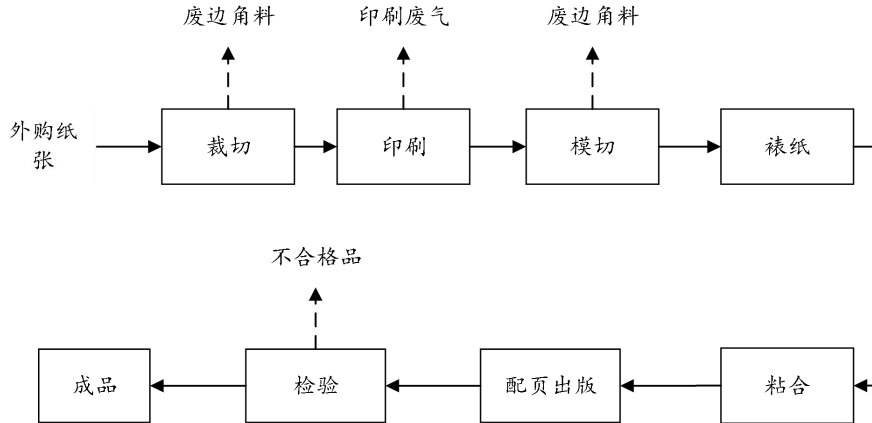 废边角料
印刷废气
废边角料
外购纸
张
裁切
印刷
模切
裱纸
不合格品
成品
检验
配页出版
粘合